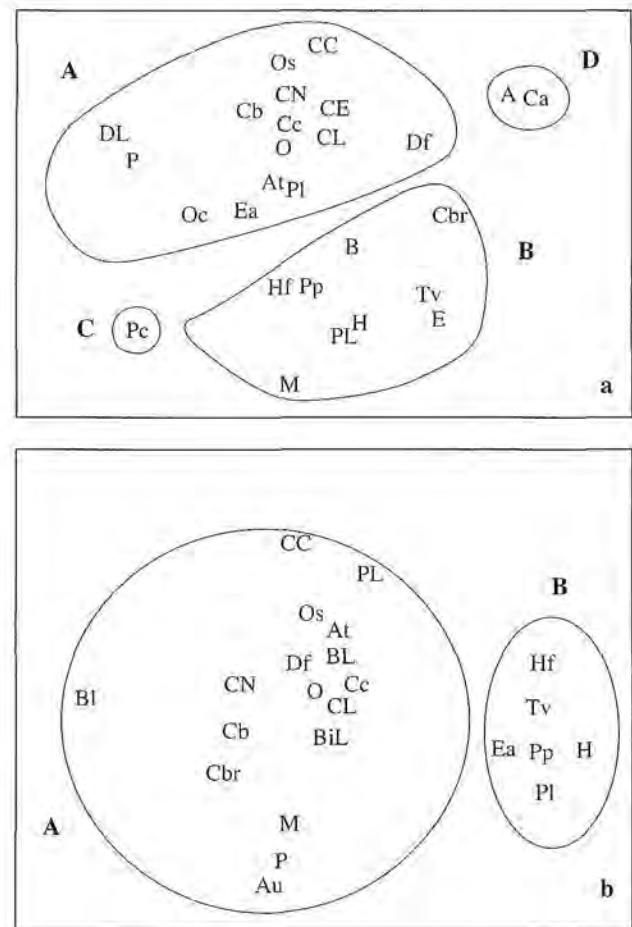 CC
A
Os
D
CN
A Ca
Cb
CE
Cc
DL
CL
Df
P
O
At
Pl
Oc
Ea
Cbr
B
B
Hf Pp
Tv
H
E
C
Pc
PL
M
a
CC
PL
B
Os
At
BL
Df
Hf
CN
O
Cc
Bl
CL
Tv
Cb
BiL
Ea
Pp
H
Cbr
Pl
A
M
P
Au
b